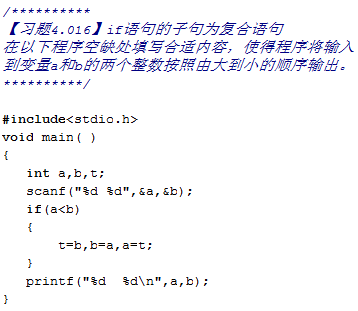 /**********
【习题4.016】if语句的子句为复合语句
在以下程序空缺处填写合适内容，使得程序将输入
到变量a和b的两个整数按照由大到小的顺序输出。
**********/
#include<stdio.h>
void main( )
{
int a,b,t;
scanf("%d %d",&a,&b);
if(a<b)
{
t=b,b=a,a=t;
}
printf("%d  %d\n",a,b);
}